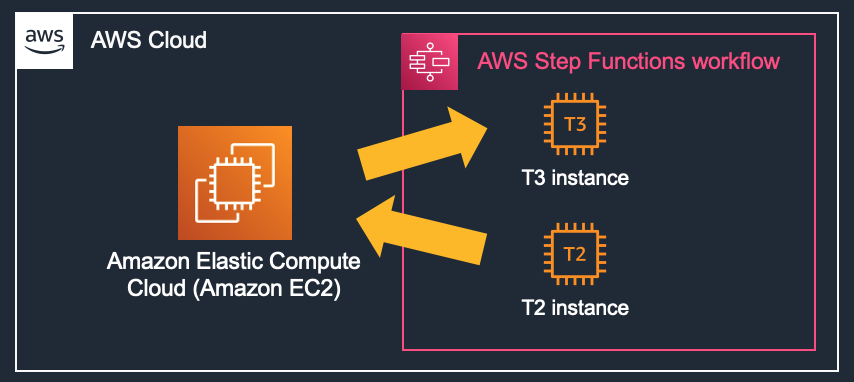 aws
AWS Cloud
AWS Step Functions workflow
T3
T3 instance
Amazon Elastic Compute
Cloud (Amazon EC2)
T2
T2 instance